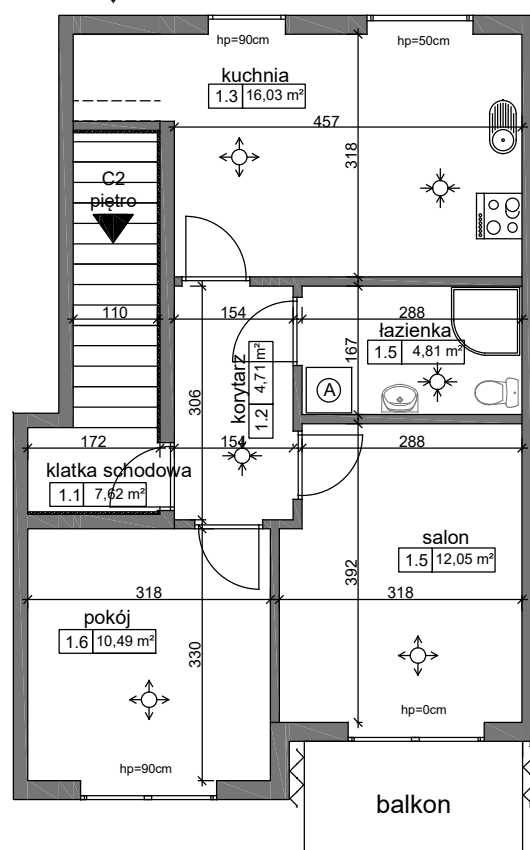 hp=90cm
hp=50cm
kuchnia
1.3 16,03 m²
457
318
C2
piętro
110
154
288
łazienka
1.5 4,81 m²
167
korytarz
1.2 4,71 m²
306
A
172
154
288
klatka schodowa
1.1 7,62 m²
salon
1.5 12,05 m²
392
318
318
pokój
1.6 10,49 m²
330
hp=0cm
hp=90cm
balkon